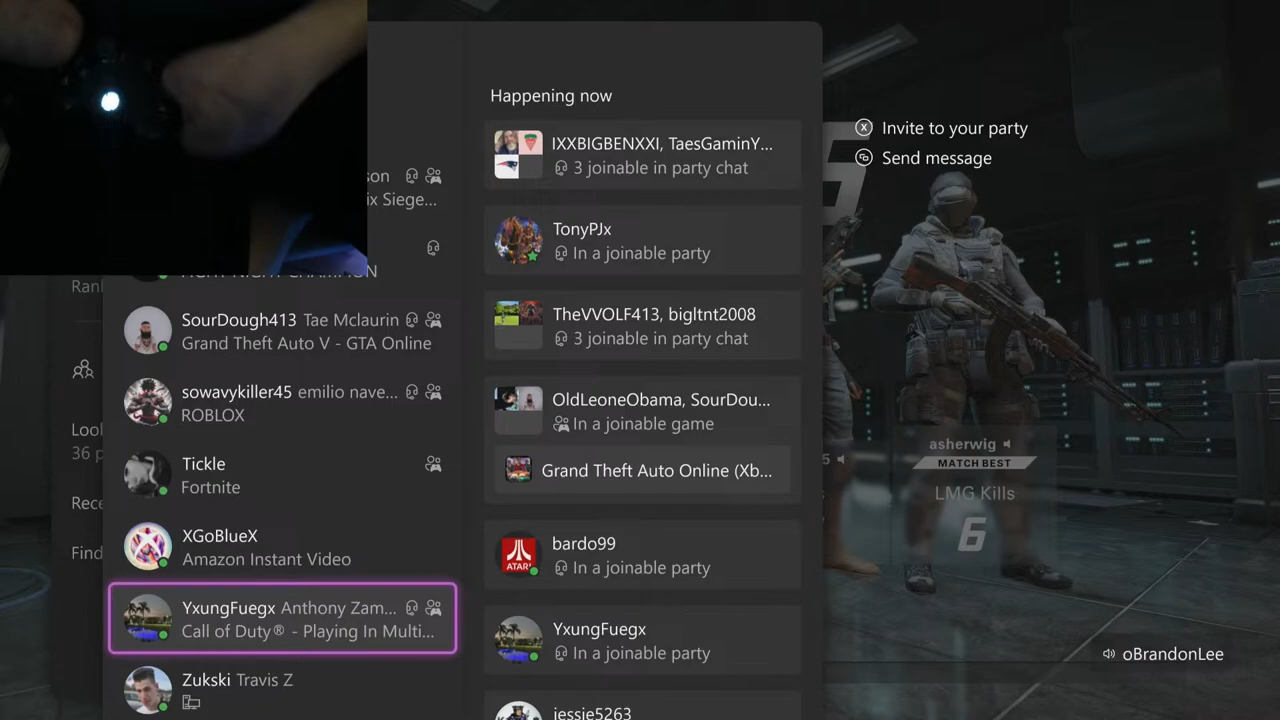 Happening now
IXXBIGBENXXI, TaesGaminY...
3 joinable in party chat
TonyPJx
In a joinable party
TheVVOLF413, bigltnt2008
3 joinable in party chat
OldLeoneObama, SourDou...
In a joinable game
Grand Theft Auto Online (Xb...
bardo99
In a joinable party
YxungFuegx
In a joinable party
jessie5263
son
ix Siege...
SourDough413 Tae Mclaurin
Grand Theft Auto V - GTA Online
sowavykiller45 emilio nave...
ROBLOX
Tickle
Fortnite
XGoBlueX
Amazon Instant Video
YxungFuegx Anthony Zam...
Call of Duty® - Playing In Multi...
Zukski Travis Z
Ranl
Lool
36 p
Rece
Find
Invite to your party
Send message
asherwig
MATCH BEST
LMG Kills
6
5
oBrandonLee
ATARI